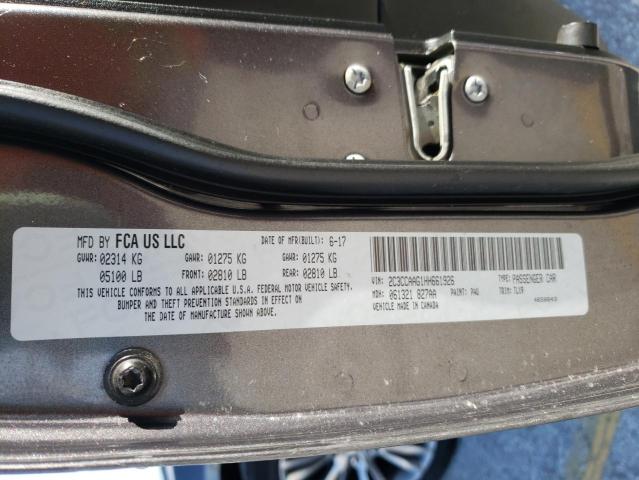 MFD BY FCA US LLC DATE OF MFR(BUILT): 6-17
GVWR: 02314 KG GAWR: 01275 KG GAWR: 01275 KG
05100 LB FRONT: 02810 LB REAR: 02810 LB
THIS VEHICLE CONFORMS TO ALL APPLICABLE U.S.A. FEDERAL MOTOR VEHICLE SAFETY,
BUMPER AND THEFT PREVENTION STANDARDS IN EFFECT ON
THE DATE OF MANUFACTURE SHOWN ABOVE.
VIN: 2C3CCAAG1HH661926 TYPE: PASSENGER CAR
MDH: 061321 827AA PAINT: PAU TRIM: TLX9
VEHICLE MADE IN CANADA